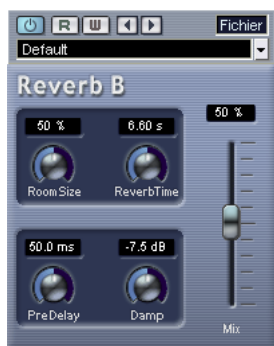 R W Fichier
Default
Reverb B
50 %
50 % 6.60 s
RoomSize ReverbTime
50.0 ms -7.5 dB
PreDelay Damp
Mix